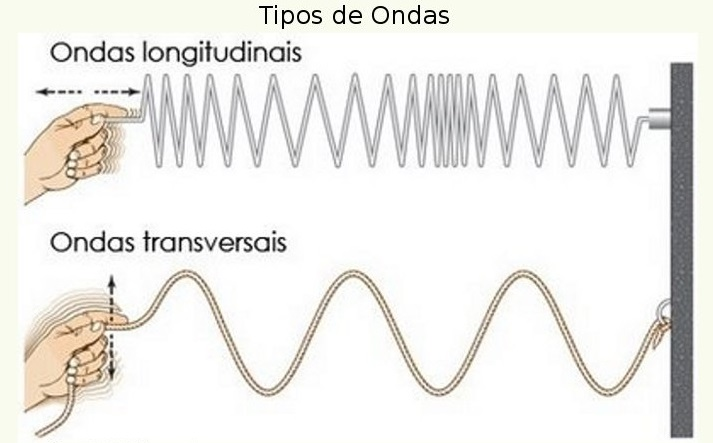 Tipos de Ondas
Ondas longitudinais
Ondas transversais